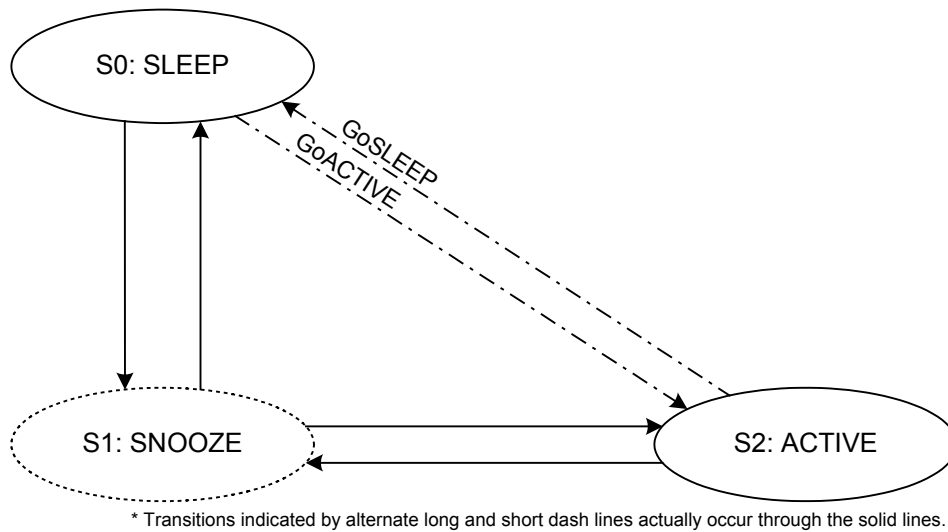 S0: SLEEP
GoSLEEP
GoACTIVE
S1: SNOOZE
S2: ACTIVE
* Transitions indicated by alternate long and short dash lines actually occur through the solid lines.